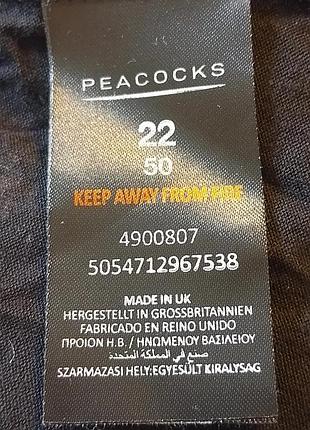 PEACOCKS
22
50
KEEP AWAY FROM FIRE
4900807
5054712967538
MADE IN UK
HERGESTELLT IN GROSSBRITANNIEN
FABRICADO EN REINO UNIDO
ΠΡΟΙΟΝ Η.Β. / ΗΝΩΜΕΝΟΥ ΒΑΣΙΛΕΙΟΥ
صنع في المملكة المتحدة
SZARMAZASI HELY:EGYESÜLT KIRALYSAG